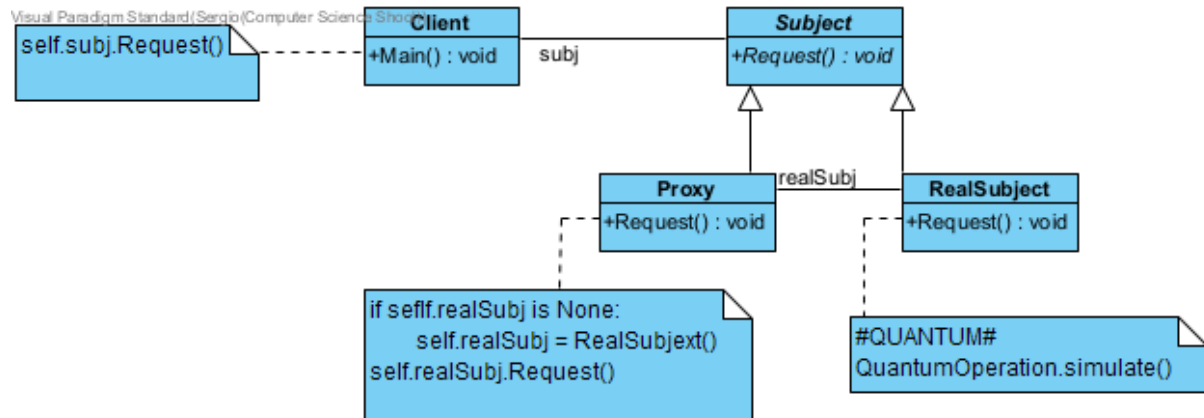 Visual Paradigm Standard(Sergio(Computer Science School))
self.subj.Request()
Client
+Main() : void
subj
Subject
+Request() : void
Proxy
+Request() : void
realSubj
RealSubject
+Request() : void
if seflf.realSubj is None:
self.realSubj = RealSubjext()
self.realSubj.Request()
#QUANTUM#
QuantumOperation.simulate()